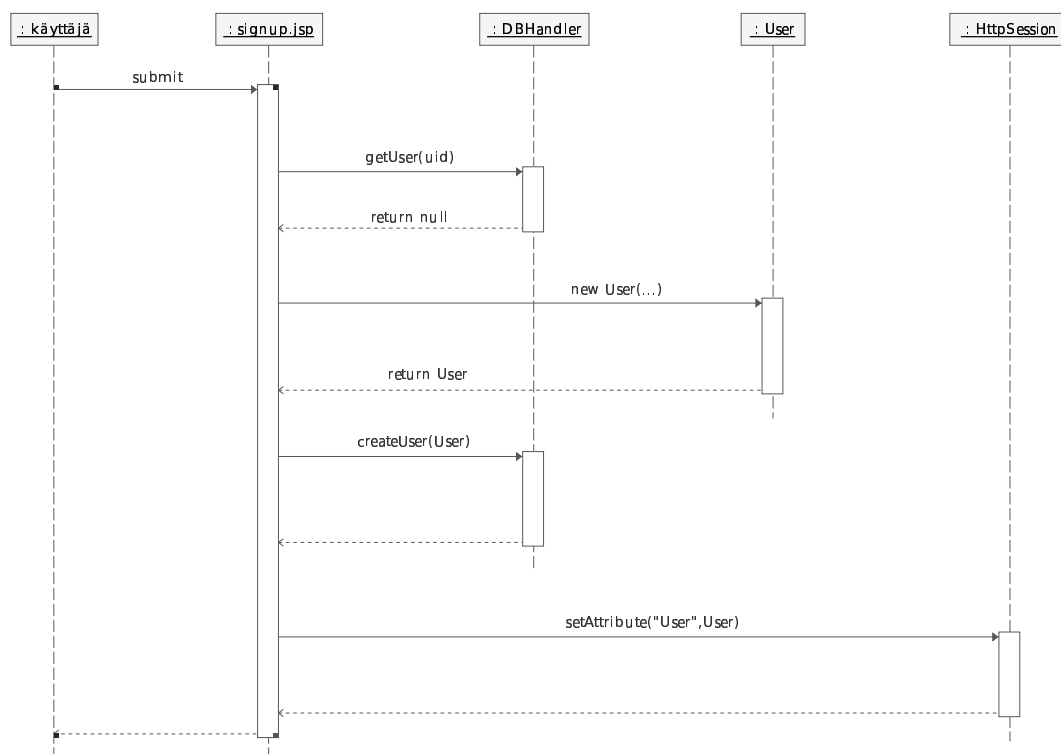 : käyttäjä
: signup.jsp
: DBHandler
: User
: HttpSession
submit
getUser(uid)
return null
new User(...)
return User
createUser(User)
setAttribute("User",User)